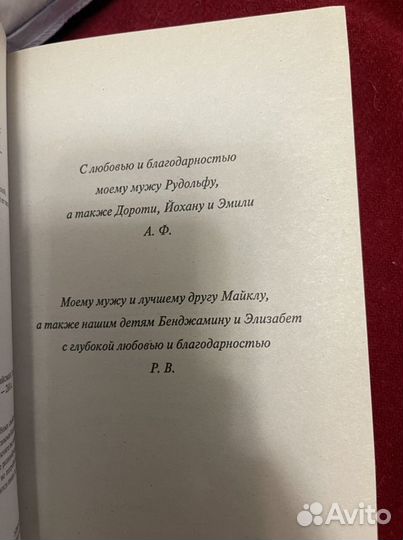 С любовью и благодарностью
моему мужу Рудольфу,
а также Дороти, Йохану и Эмили
А. Ф.
Моему мужу и лучшему другу Майклу,
а также нашим детям Бенджамину и Элизабет
с глубокой любовью и благодарностью
Р. В.
Avito